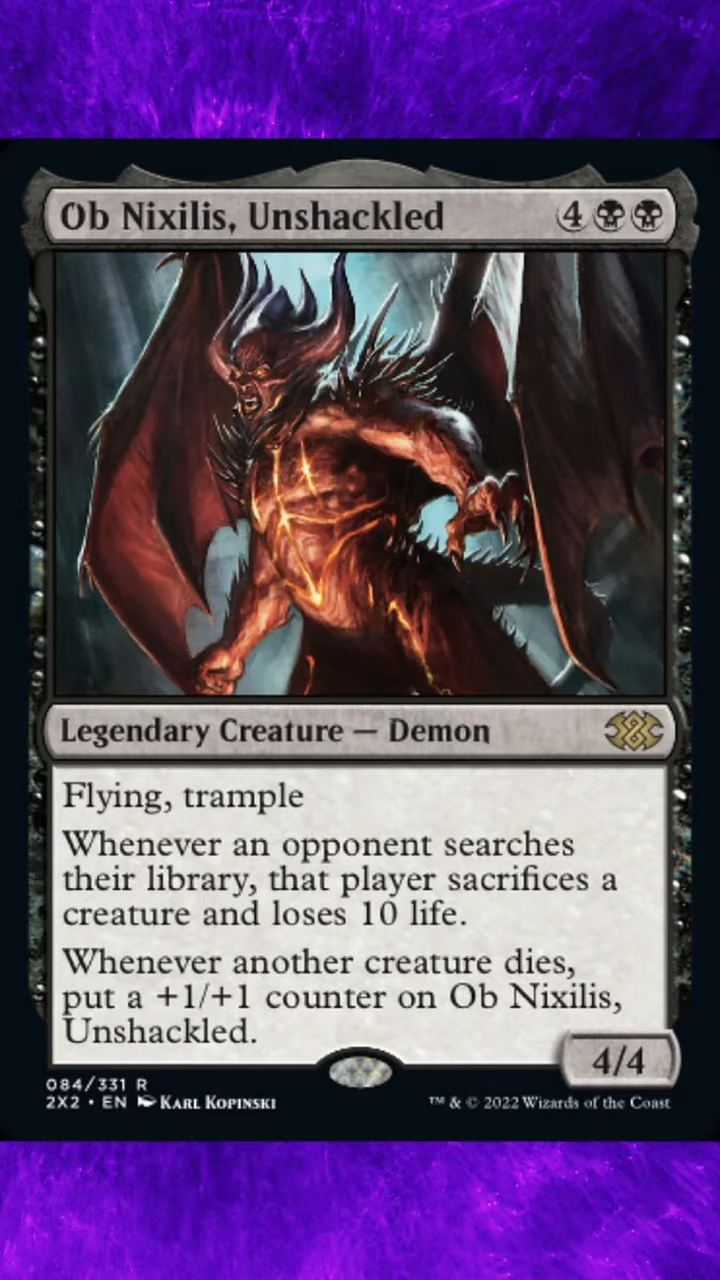 Ob Nixilis, Unshackled 4
Legendary Creature — Demon
Flying, trample
Whenever an opponent searches
their library, that player sacrifices a
creature and loses 10 life.
Whenever another creature dies,
put a +1/+1 counter on Ob Nixilis,
Unshackled.
4/4
084/331 R
2X2 • EN Karl Kopinski
™ & © 2022 Wizards of the Coast